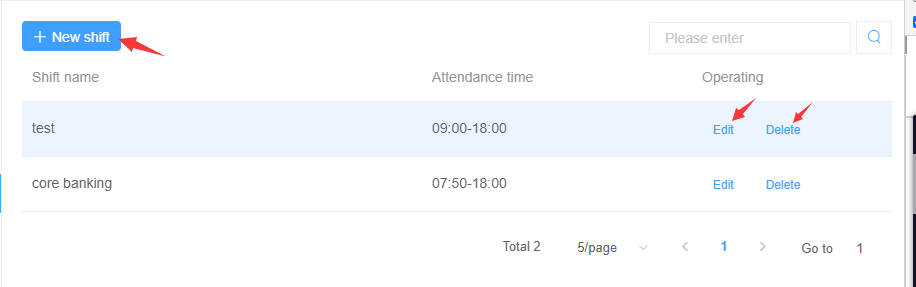 + New shift
Please enter
Shift name Attendance time Operating
test 09:00-18:00 Edit Delete
core banking 07:50-18:00 Edit Delete
Total 2 5/page 1 Go to 1